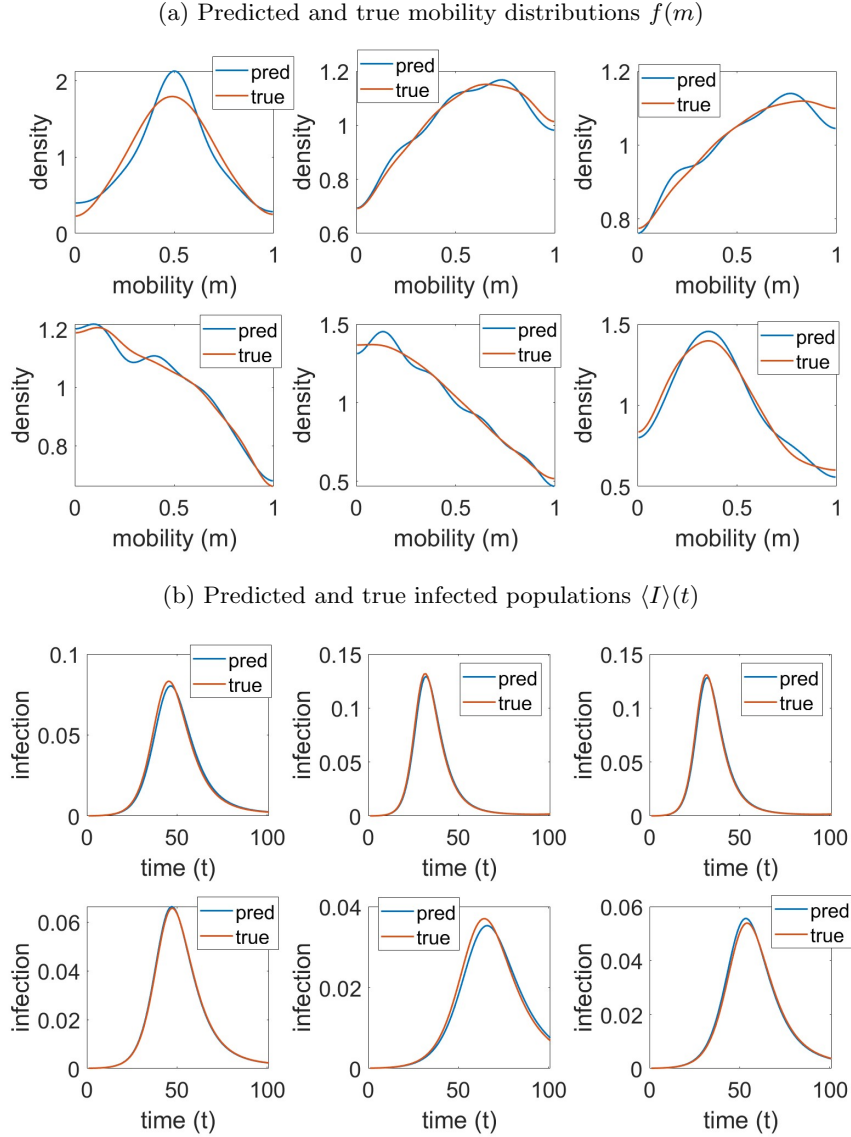 (a) Predicted and true mobility distributions f(m)
density
2
1
0
0 0.5 1
mobility (m)
pred
true
density
1.2
1
0.8
0.6
0 0.5 1
mobility (m)
pred
true
density
1.2
1
0.8
0 0.5 1
mobility (m)
pred
true
density
1.2
1
0.8
0 0.5 1
mobility (m)
pred
true
density
1.5
1
0.5
0 0.5 1
mobility (m)
pred
true
density
1.5
1
0.5
0 0.5 1
mobility (m)
pred
true
(b) Predicted and true infected populations ⟨I⟩(t)
infection
0.1
0.05
0
0 50 100
time (t)
pred
true
infection
0.15
0.1
0.05
0
0 50 100
time (t)
pred
true
infection
0.15
0.1
0.05
0
0 50 100
time (t)
pred
true
infection
0.06
0.04
0.02
0
0 50 100
time (t)
pred
true
infection
0.04
0.02
0
0 50 100
time (t)
pred
true
infection
0.06
0.04
0.02
0
0 50 100
time (t)
pred
true